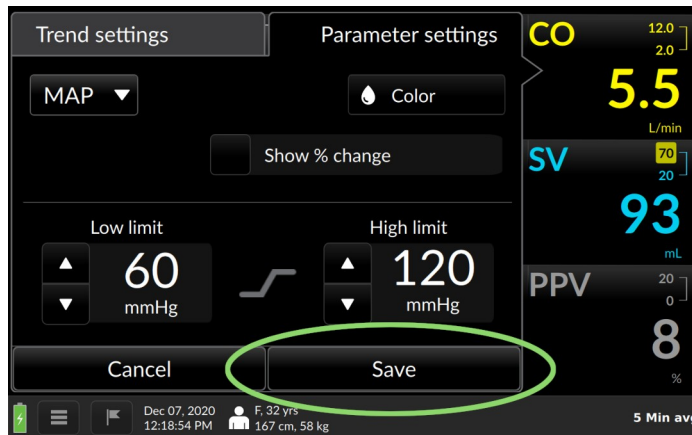 Trend settings
Parameter settings
MAP
Color
Show % change
Low limit
High limit
60
mmHg
120
mmHg
Cancel
Save
CO
12.0
2.0
5.5
L/min
SV
70
20
93
mL
PPV
20
0
8
%
Dec 07, 2020
12:18:54 PM
F, 32 yrs
167 cm, 58 kg
5 Min avg